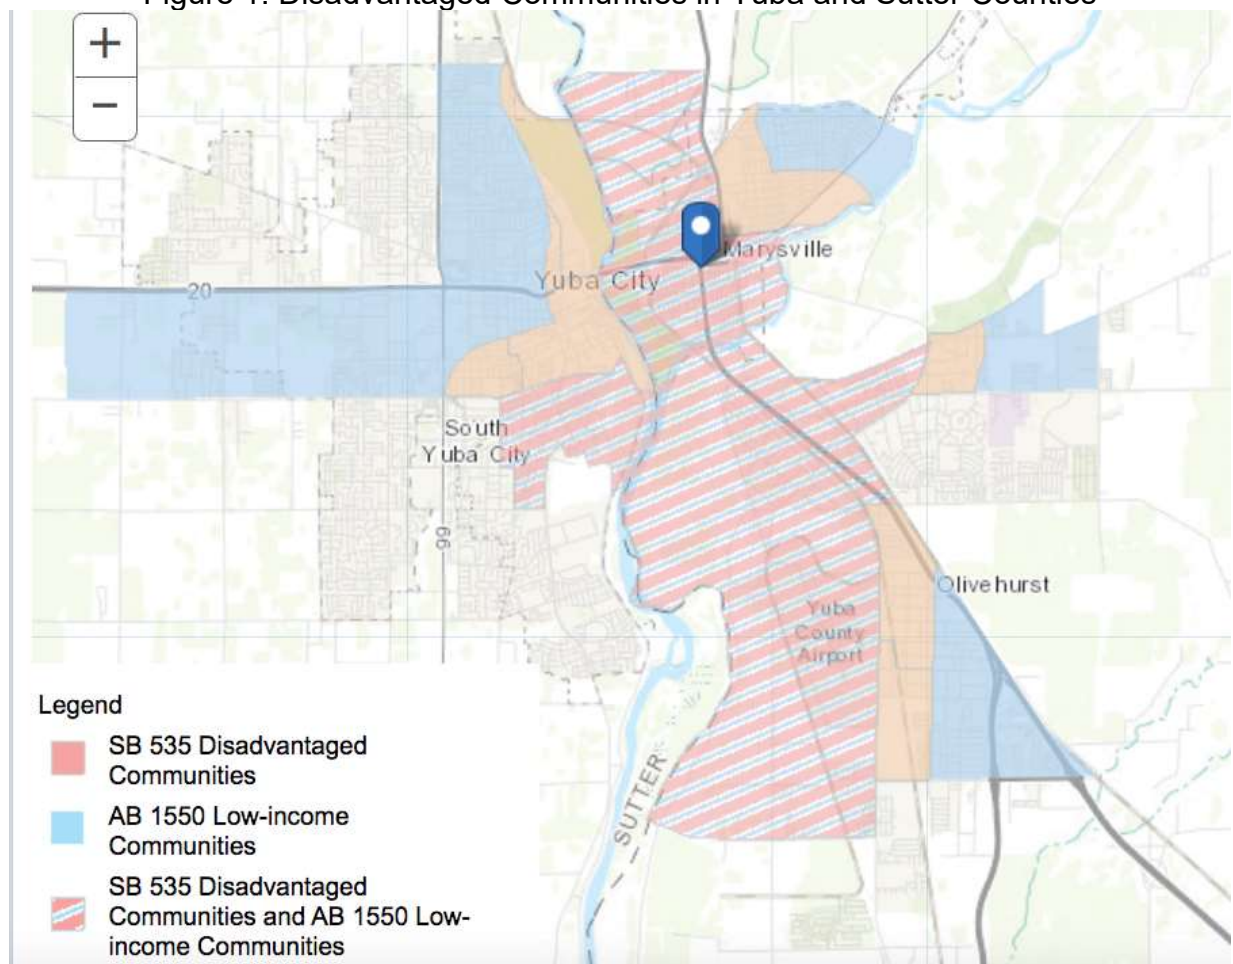 Figure 1: Disadvantaged Communities in Yuba and Sutter Counties
+
−
Marysville
Yuba City
20
South
Yuba City
99
Olivehurst
Yuba
County
Airport
SUTTER
Legend
SB 535 Disadvantaged
Communities
AB 1550 Low-income
Communities
SB 535 Disadvantaged
Communities and AB 1550 Low-
income Communities